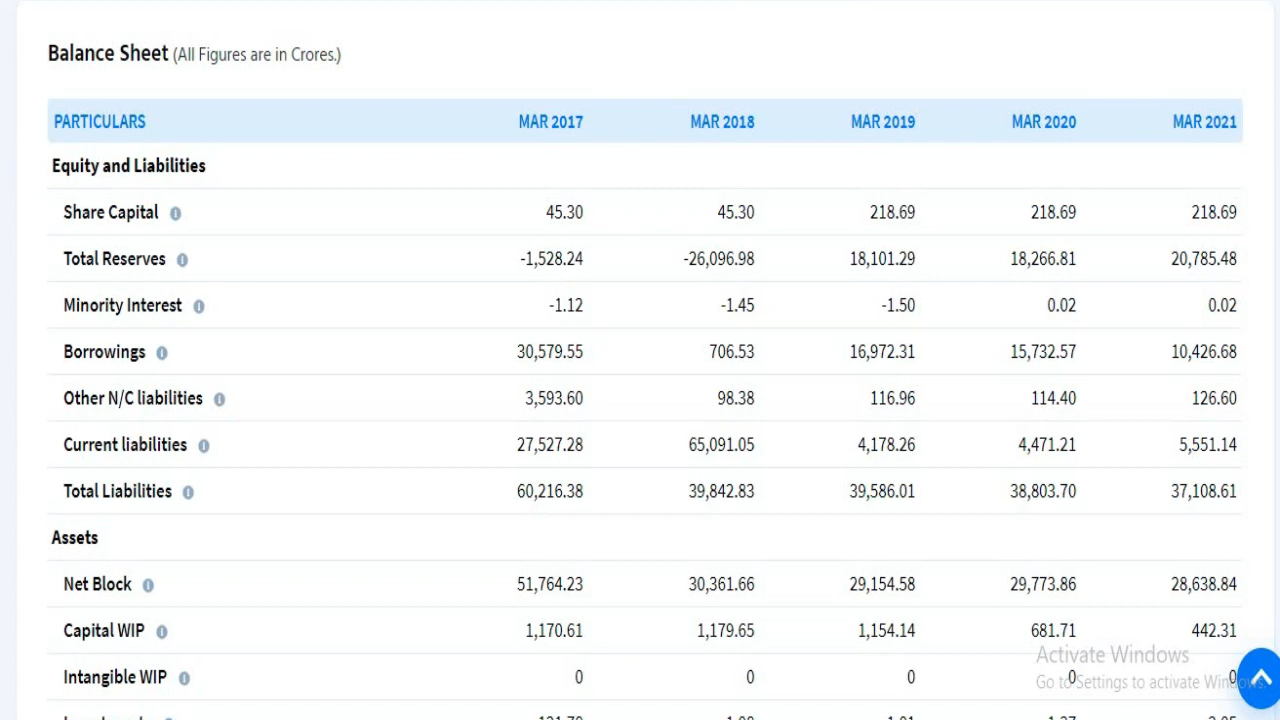 Balance Sheet (All Figures are in Crores.)
PARTICULARS MAR 2017 MAR 2018 MAR 2019 MAR 2020 MAR 2021
Equity and Liabilities
Share Capital 45.30 45.30 218.69 218.69 218.69
Total Reserves -1,528.24 -26,096.98 18,101.29 18,266.81 20,785.48
Minority Interest -1.12 -1.45 -1.50 0.02 0.02
Borrowings 30,579.55 706.53 16,972.31 15,732.57 10,426.68
Other N/C liabilities 3,593.60 98.38 116.96 114.40 126.60
Current liabilities 27,527.28 65,091.05 4,178.26 4,471.21 5,551.14
Total Liabilities 60,216.38 39,842.83 39,586.01 38,803.70 37,108.61
Assets
Net Block 51,764.23 30,361.66 29,154.58 29,773.86 28,638.84
Capital WIP 1,170.61 1,179.65 1,154.14 681.71 442.31
Activate Windows
Intangible WIP 0 0 0 0 0
Go to Settings to activate Windows.